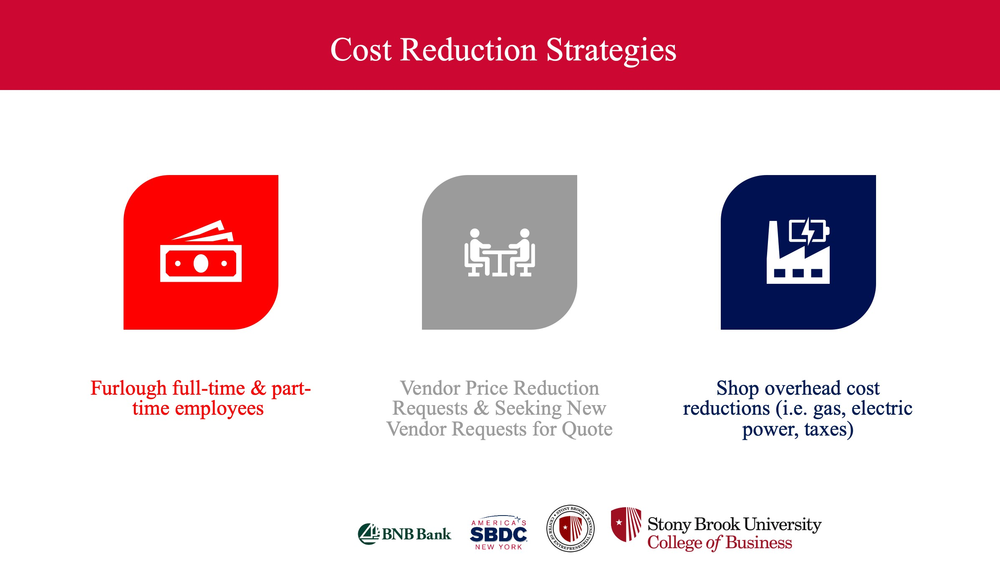 Cost Reduction Strategies
Furlough full-time & part-
time employees
Vendor Price Reduction
Requests & Seeking New
Vendor Requests for Quote
Shop overhead cost
reductions (i.e. gas, electric
power, taxes)
BNB Bank
AMERICA'S
SBDC
NEW YORK
STONY BROOK
CENTER OF ENTREPRENEURIAL FINANCE
Stony Brook University
College of Business